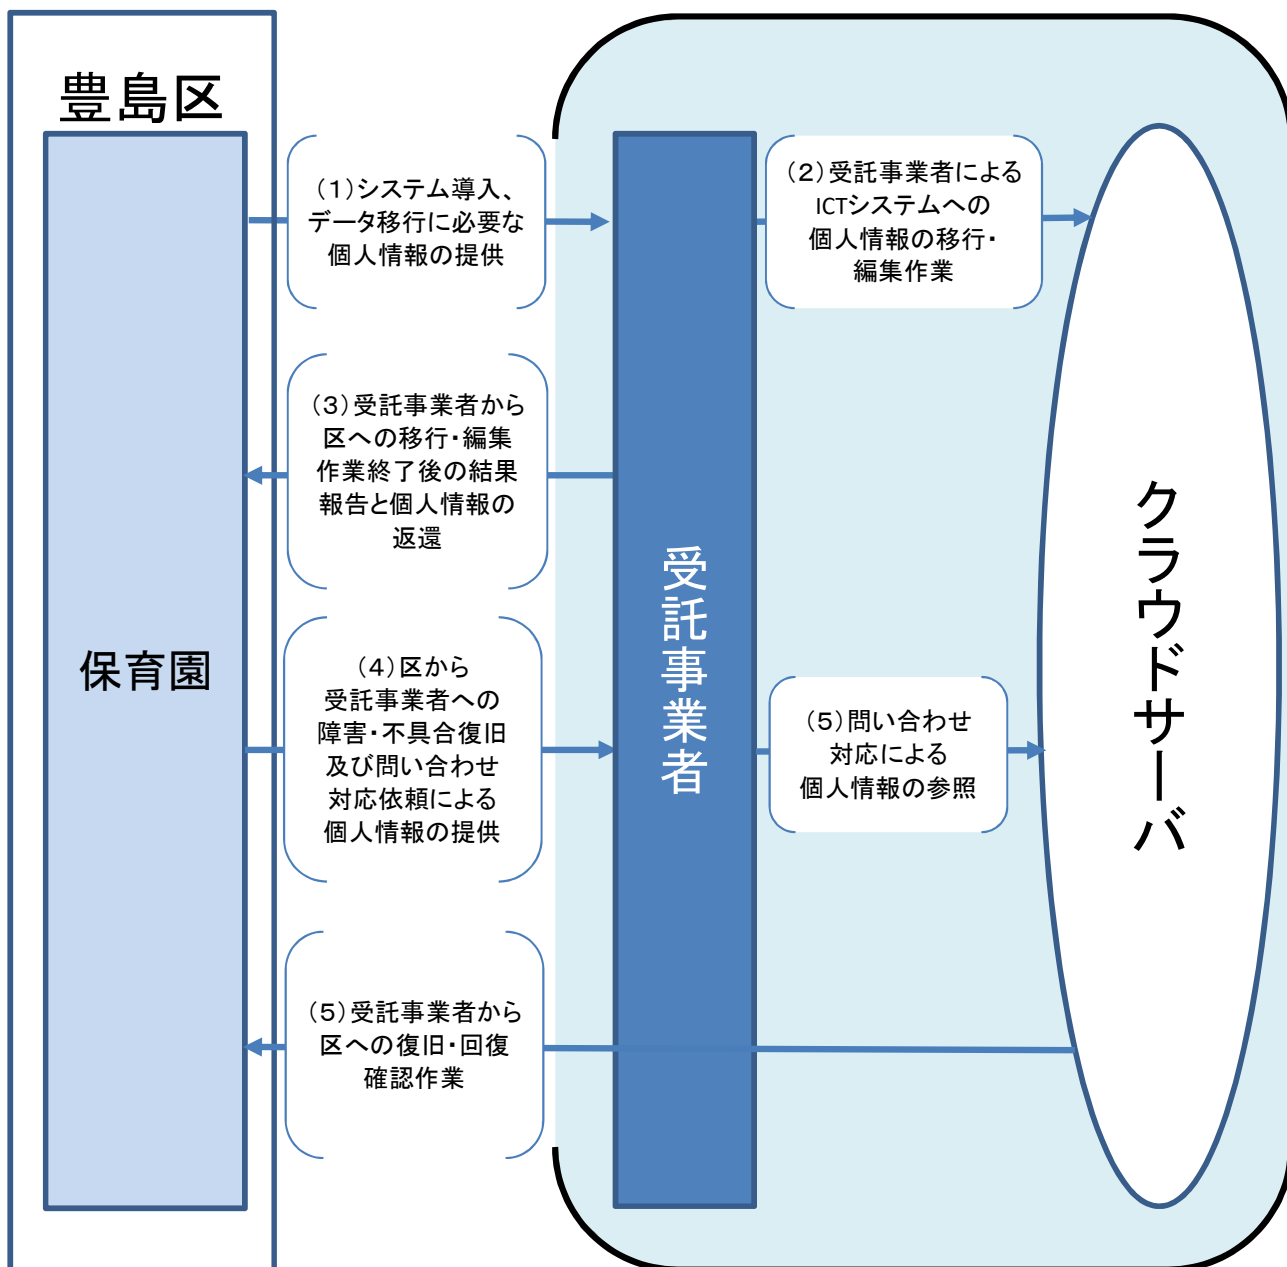 豊島区
保育園
(1)システム導入、
データ移行に必要な
個人情報の提供
(2)受託事業者による
ICTシステムへの
個人情報の移行・
編集作業
(3)受託事業者から
区への移行・編集
作業終了後の結果
報告と個人情報の
返還
受託事業者
クラウドサーバ
(4)区から
受託事業者への
障害・不具合復旧
及び問い合わせ
対応依頼による
個人情報の提供
(5)問い合わせ
対応による
個人情報の参照
(5)受託事業者から
区への復旧・回復
確認作業